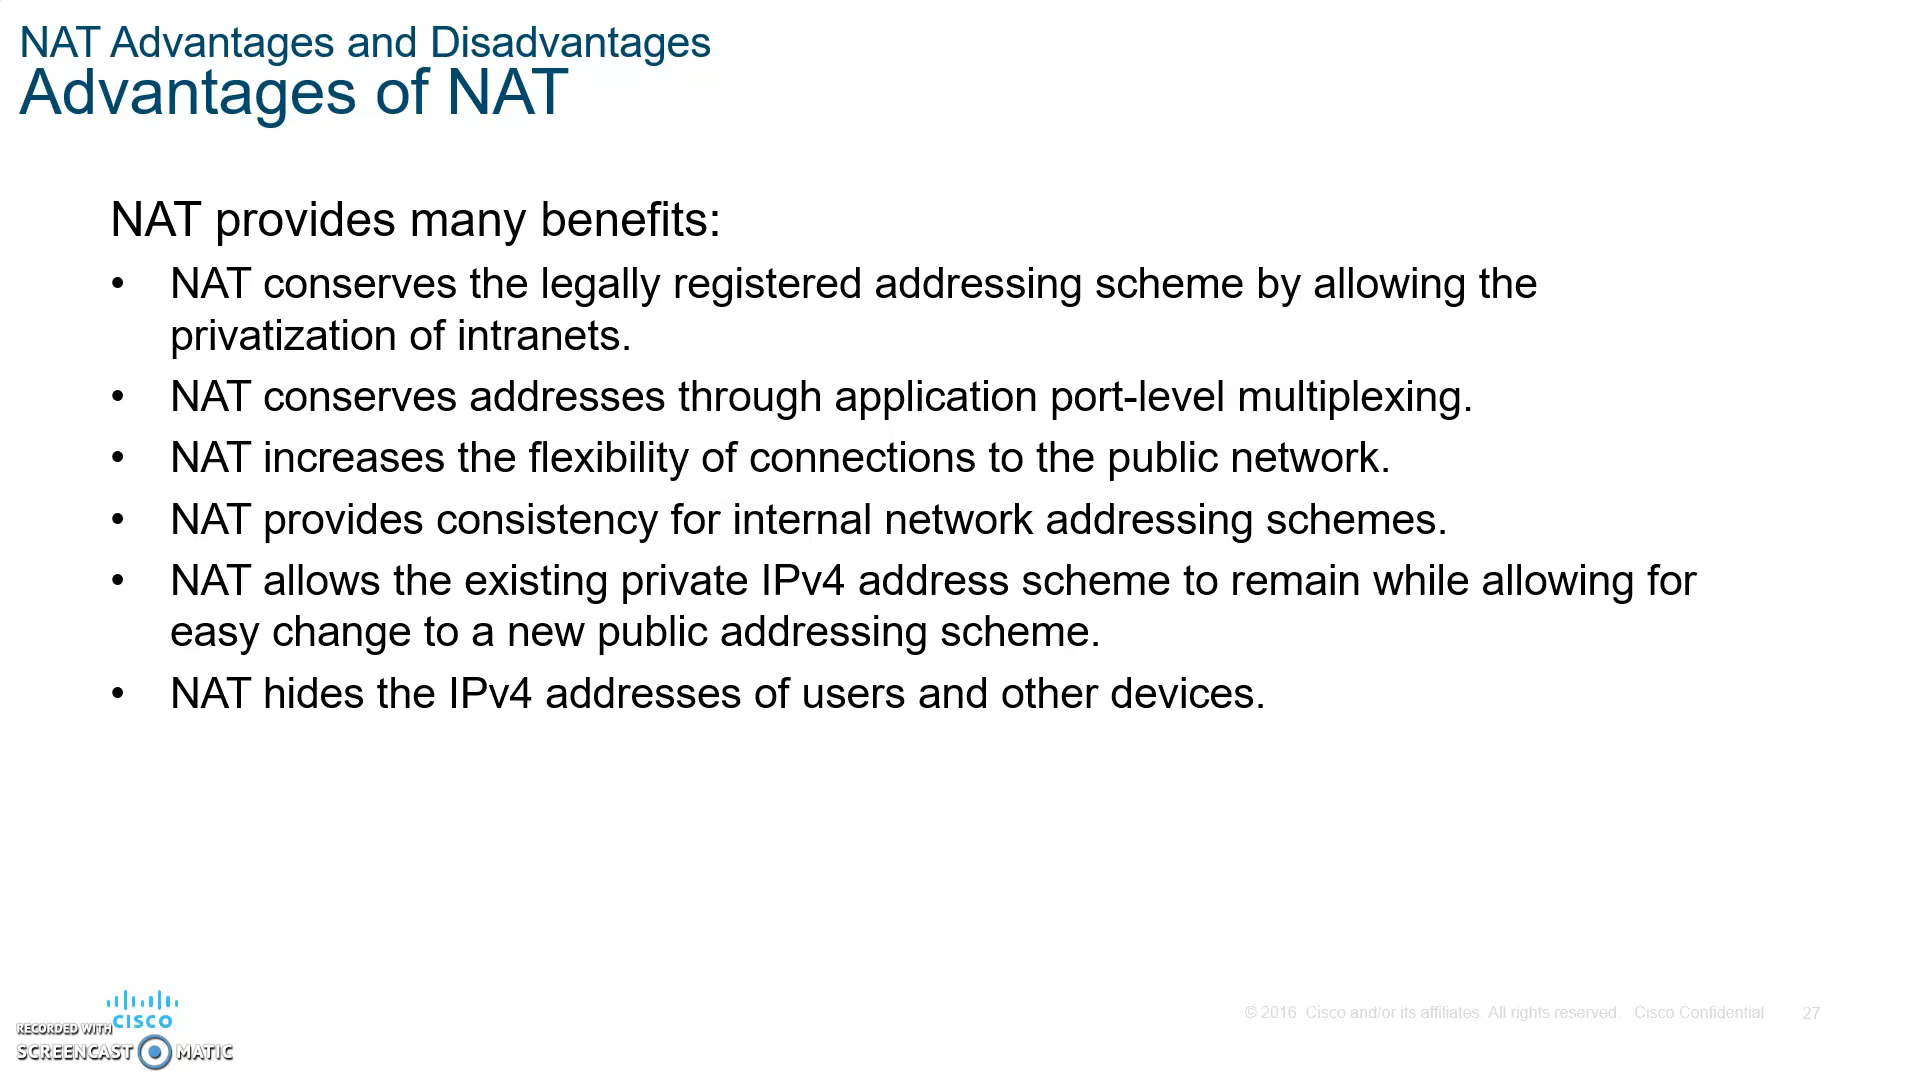 NAT Advantages and Disadvantages
Advantages of NAT
NAT provides many benefits:
• NAT conserves the legally registered addressing scheme by allowing the
privatization of intranets.
• NAT conserves addresses through application port-level multiplexing.
• NAT increases the flexibility of connections to the public network.
• NAT provides consistency for internal network addressing schemes.
• NAT allows the existing private IPv4 address scheme to remain while allowing for
easy change to a new public addressing scheme.
• NAT hides the IPv4 addresses of users and other devices.
CISCO
RECORDED WITH
SCREENCAST MATIC
© 2016 Cisco and/or its affiliates. All rights reserved. Cisco Confidential 27